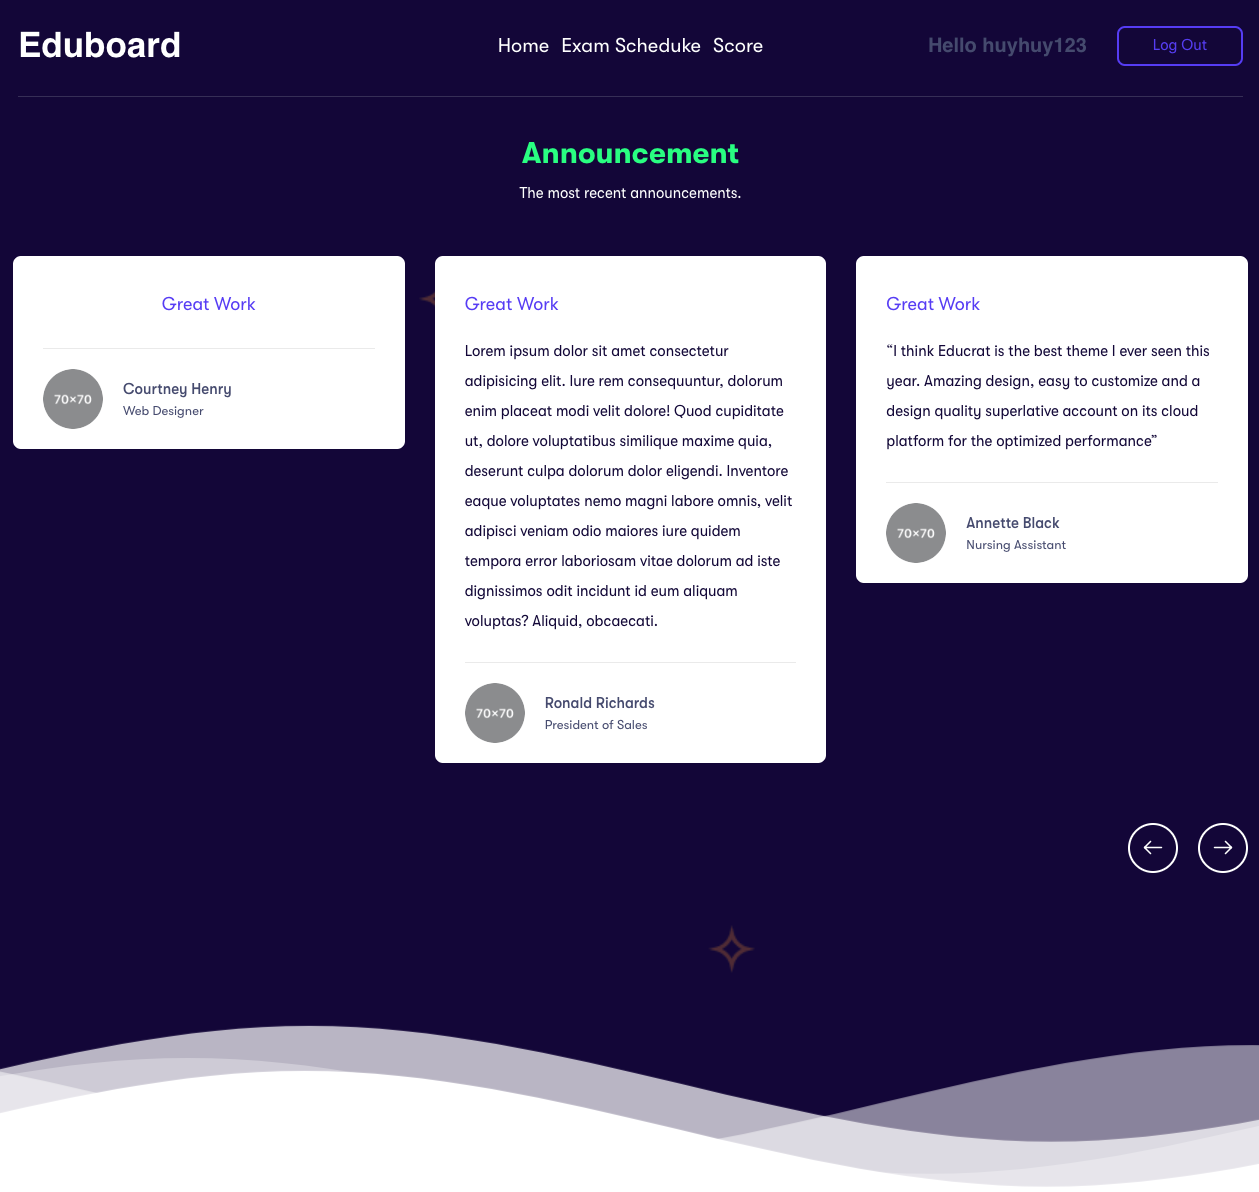 Eduboard
Home Exam Scheduke Score
Hello huyhuy123
Log Out
Announcement
The most recent announcements.
Great Work
70×70
Courtney Henry
Web Designer
Great Work
Lorem ipsum dolor sit amet consectetur
adipisicing elit. Iure rem consequuntur, dolorum
enim placeat modi velit dolore! Quod cupiditate
ut, dolore voluptatibus similique maxime quia,
deserunt culpa dolorum dolor eligendi. Inventore
eaque voluptates nemo magni labore omnis, velit
adipisci veniam odio maiores iure quidem
tempora error laboriosam vitae dolorum ad iste
dignissimos odit incidunt id eum aliquam
voluptas? Aliquid, obcaecati.
70×70
Ronald Richards
President of Sales
Great Work
“I think Educrat is the best theme I ever seen this
year. Amazing design, easy to customize and a
design quality superlative account on its cloud
platform for the optimized performance”
70×70
Annette Black
Nursing Assistant